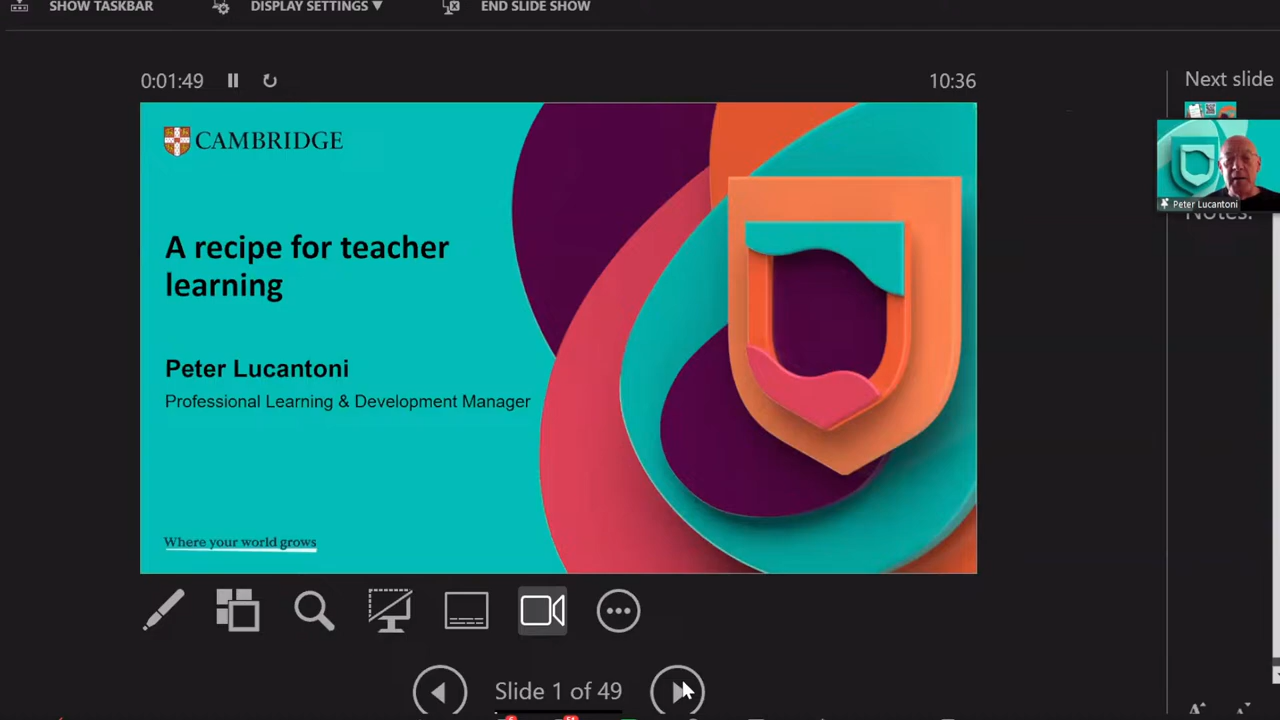 SHOW TASKBAR DISPLAY SETTINGS ▼ END SLIDE SHOW
0:01:49 10:36
Next slide
CAMBRIDGE
Peter Lucantoni
Notes:
A recipe for teacher
learning
Peter Lucantoni
Professional Learning & Development Manager
Where your world grows
Slide 1 of 49
A A